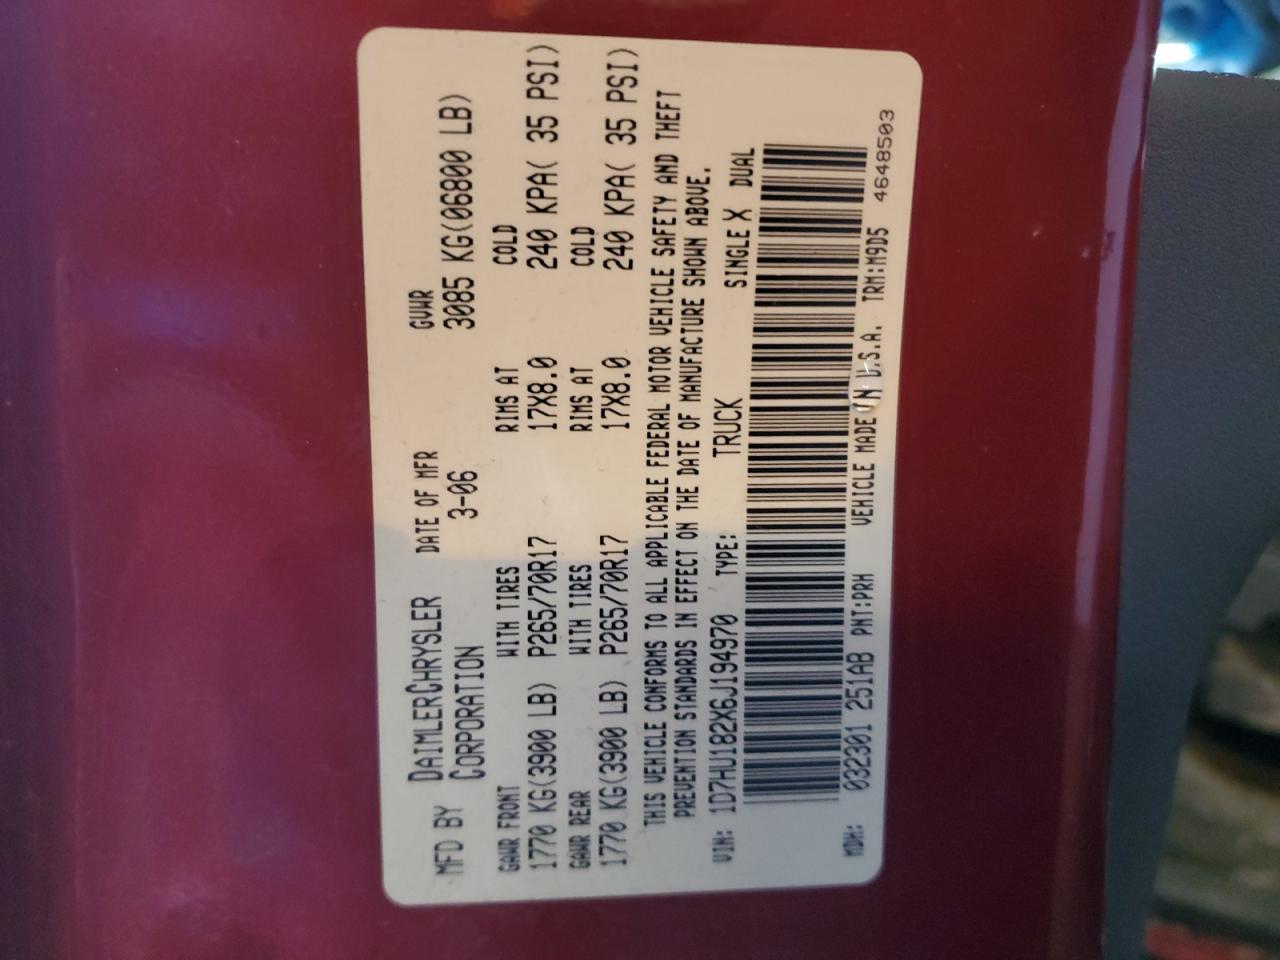 MFD BY DAIMLERCHRYSLER CORPORATION DATE OF MFR 3-06 GVWR 3085 KG(06800 LB)
GAWR FRONT WITH TIRES RIMS AT COLD
1770 KG(3900 LB) P265/70R17 17X8.0 240 KPA( 35 PSI)
GAWR REAR WITH TIRES RIMS AT COLD
1770 KG(3900 LB) P265/70R17 17X8.0 240 KPA( 35 PSI)
THIS VEHICLE CONFORMS TO ALL APPLICABLE FEDERAL MOTOR VEHICLE SAFETY AND THEFT
PREVENTION STANDARDS IN EFFECT ON THE DATE OF MANUFACTURE SHOWN ABOVE.
VIN: 1D7HU182X6J194970 TYPE: TRUCK SINGLE X DUAL
MDH: 032301 251AB PNT:PRH VEHICLE MADE IN U.S.A. TRM:M9D5 4648503